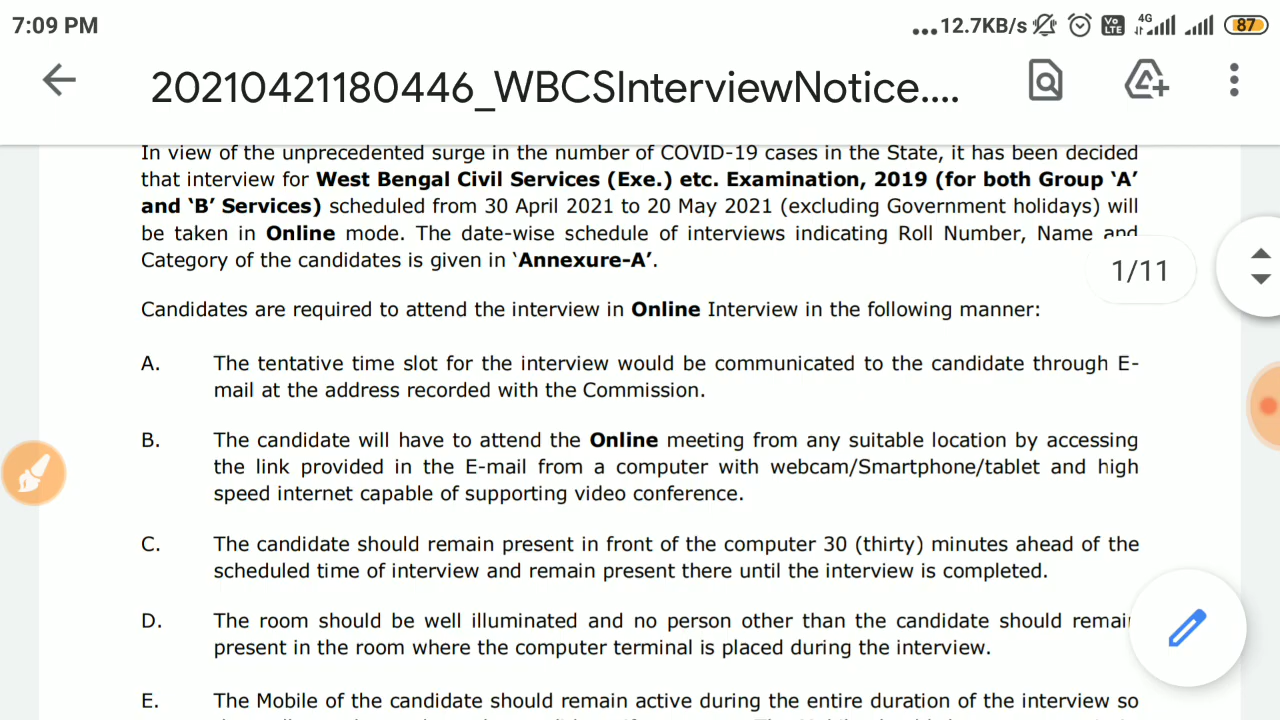 7:09 PM
...12.7KB/s Vo LTE 4G 87
20210421180446_WBCSInterviewNotice....
In view of the unprecedented surge in the number of COVID-19 cases in the State, it has been decided
that interview for West Bengal Civil Services (Exe.) etc. Examination, 2019 (for both Group ‘A’
and ‘B’ Services) scheduled from 30 April 2021 to 20 May 2021 (excluding Government holidays) will
be taken in Online mode. The date-wise schedule of interviews indicating Roll Number, Name and
Category of the candidates is given in ‘Annexure-A’.
1/11
Candidates are required to attend the interview in Online Interview in the following manner:
A. The tentative time slot for the interview would be communicated to the candidate through E-
mail at the address recorded with the Commission.
B. The candidate will have to attend the Online meeting from any suitable location by accessing
the link provided in the E-mail from a computer with webcam/Smartphone/tablet and high
speed internet capable of supporting video conference.
C. The candidate should remain present in front of the computer 30 (thirty) minutes ahead of the
scheduled time of interview and remain present there until the interview is completed.
D. The room should be well illuminated and no person other than the candidate should remain
present in the room where the computer terminal is placed during the interview.
E. The Mobile of the candidate should remain active during the entire duration of the interview so